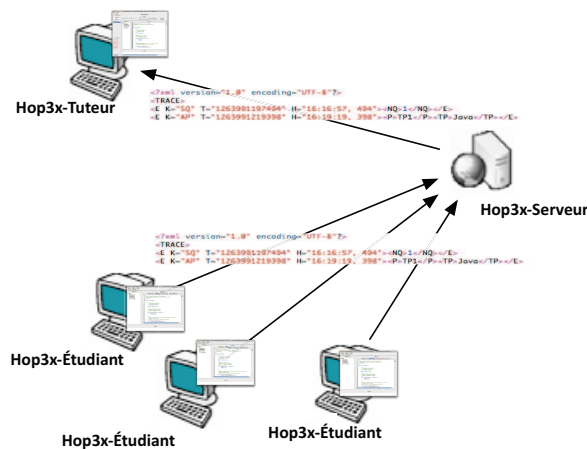 Hop3x-Tuteur
<?xml version="1.0" encoding="UTF-8"?>
<TRACE>
<E K="SQ" T="1263991197494" H="16:16:57, 494"><NQ>1</NQ></E>
<E K="AP" T="1263991219398" H="16:19:19, 398"><P>TP1</P><TP>Java</TP></E>
Hop3x-Serveur
<?xml version="1.0" encoding="UTF-8"?>
<TRACE>
<E K="SQ" T="1263991197494" H="16:16:57, 494"><NQ>1</NQ></E>
<E K="AP" T="1263991219398" H="16:19:19, 398"><P>TP1</P><TP>Java</TP></E>
Hop3x-Étudiant
Hop3x-Étudiant
Hop3x-Étudiant